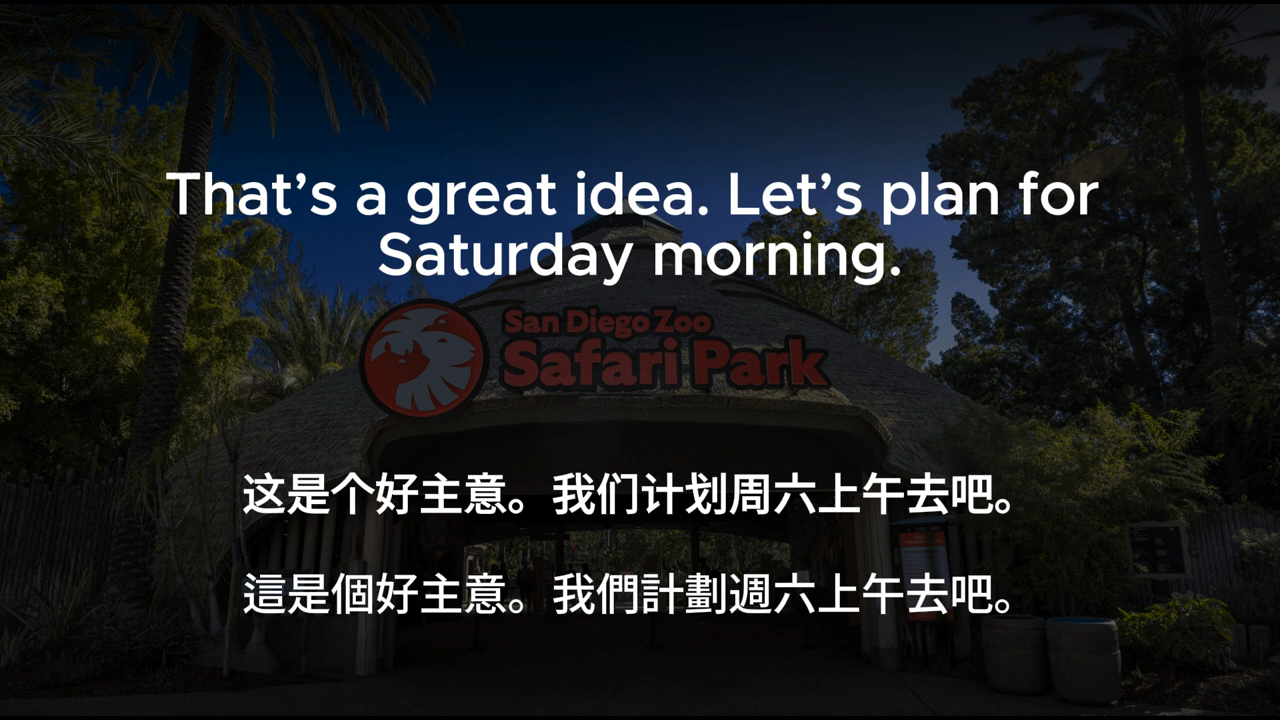 That’s a great idea. Let’s plan for
Saturday morning.
San Diego Zoo
Safari Park
这是个好主意。我们计划周六上午去吧。
這是個好主意。我們計劃週六上午去吧。